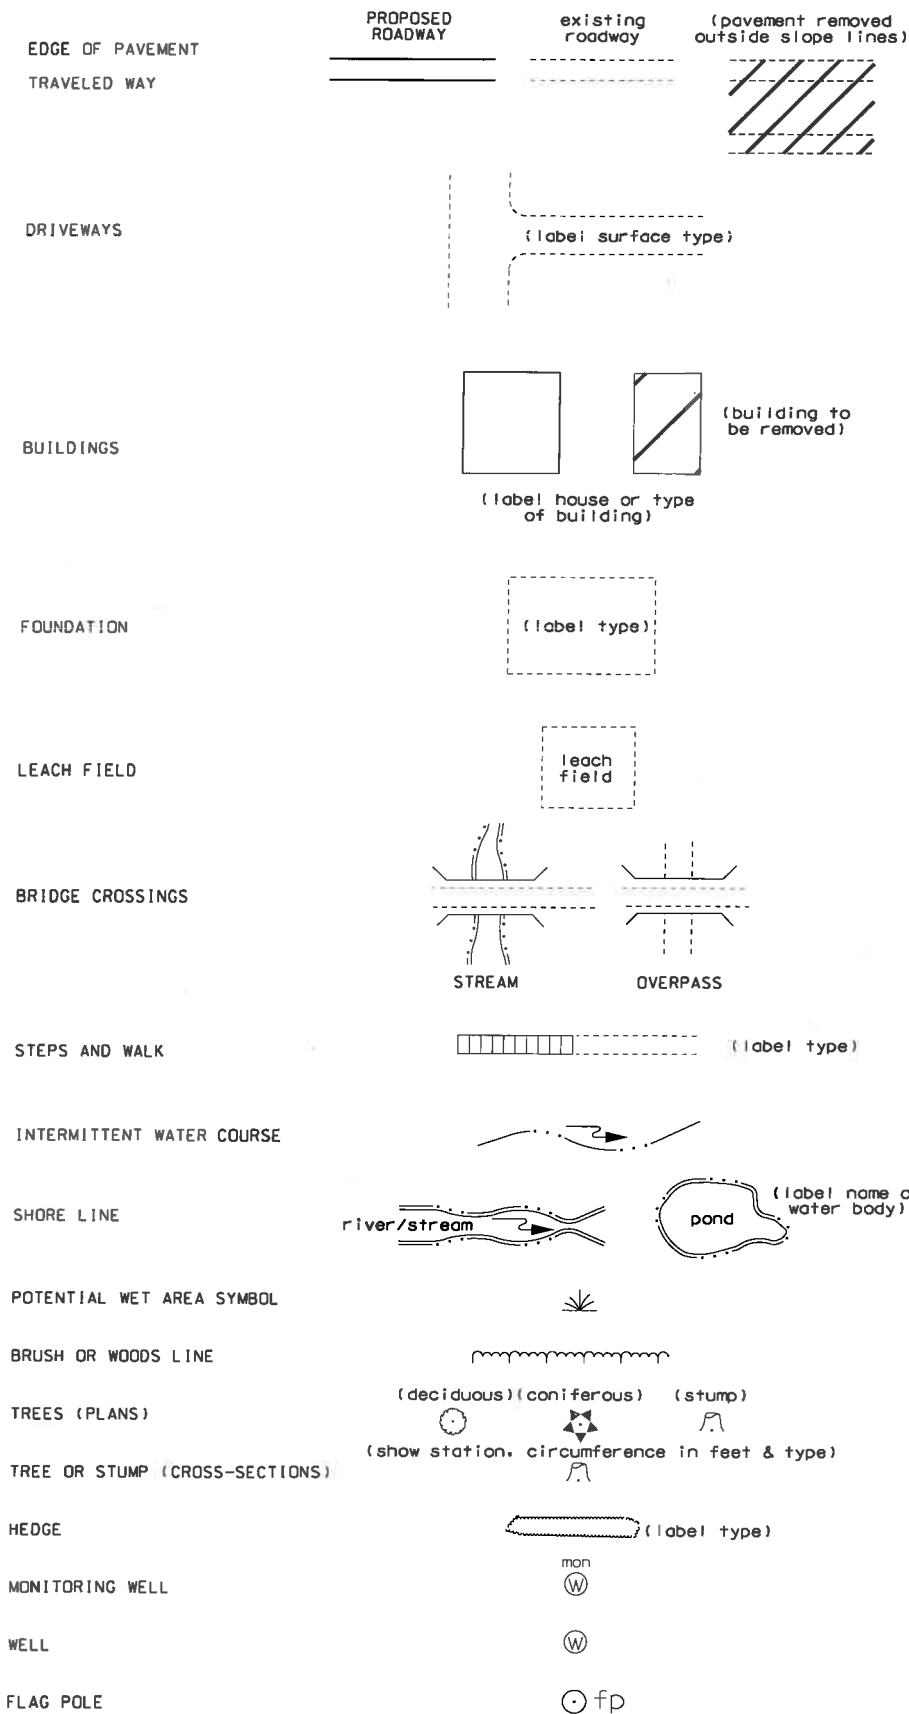 PROPOSED
ROADWAY
existing
roadway
(pavement removed
outside slope lines)
EDGE OF PAVEMENT
TRAVELED WAY
DRIVEWAYS
(label surface type)
BUILDINGS
(building to
be removed)
(label house or type
of building)
FOUNDATION
(label type)
LEACH FIELD
leach
field
BRIDGE CROSSINGS
STREAM
OVERPASS
STEPS AND WALK
(label type)
INTERMITTENT WATER COURSE
SHORE LINE
river/stream
pond
(label name
water body)
POTENTIAL WET AREA SYMBOL
BRUSH OR WOODS LINE
TREES (PLANS)
(deciduous) (coniferous) (stump)
(show station, circumference in feet & type)
TREE OR STUMP (CROSS-SECTIONS)
HEDGE
(label type)
MONITORING WELL
mon
W
WELL
W
FLAG POLE
fp